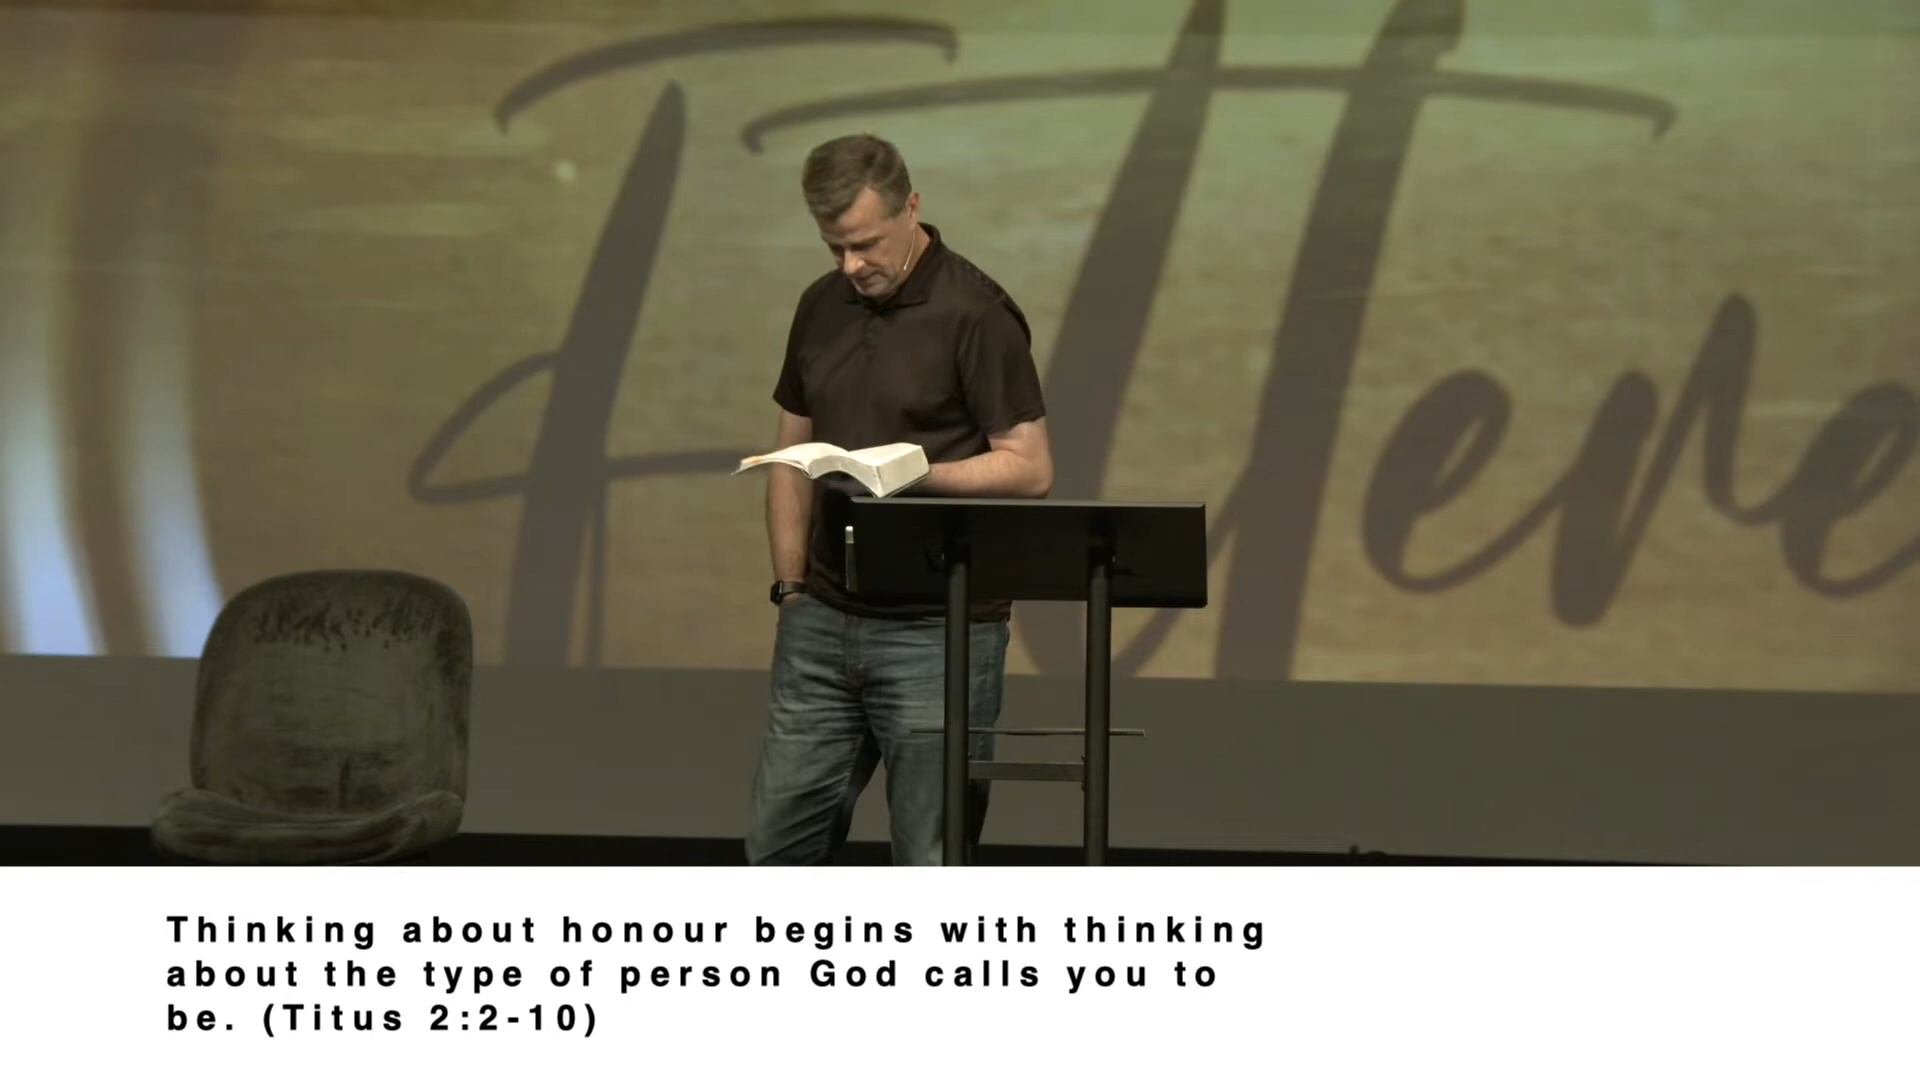 Thinking about honour begins with thinking
about the type of person God calls you to
be. (Titus 2:2-10)